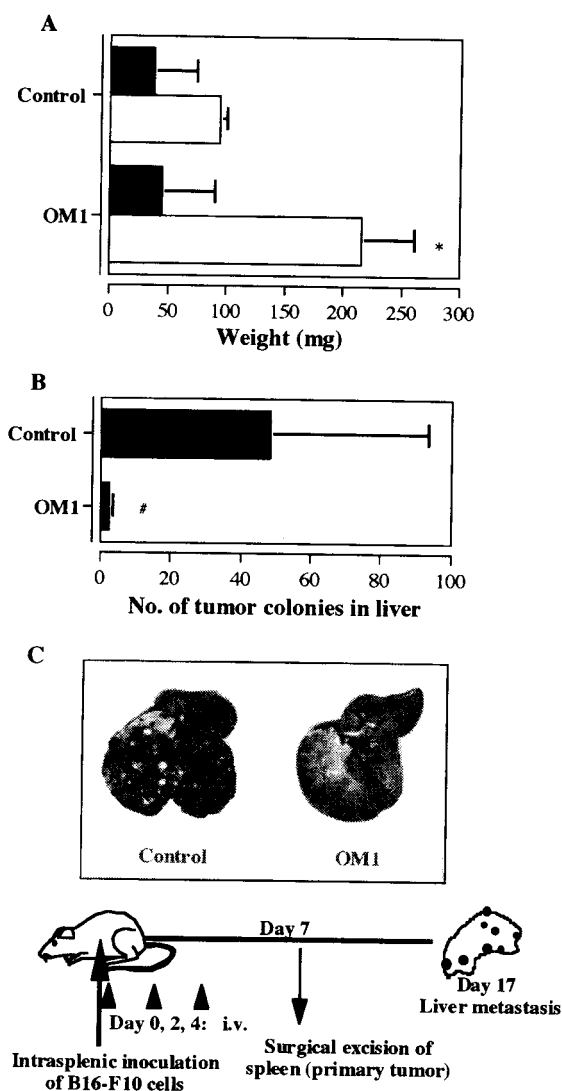 A
Control
OM1
*
0 50 100 150 200 250 300
Weight (mg)
B
Control
OM1
#
0 20 40 60 80 100
No. of tumor colonies in liver
C
Control OM1
Day 7
Day 17
Liver metastasis
Day 0, 2, 4: i.v.
Intrasplenic inoculation
of B16-F10 cells
Surgical excision of
spleen (primary tumor)